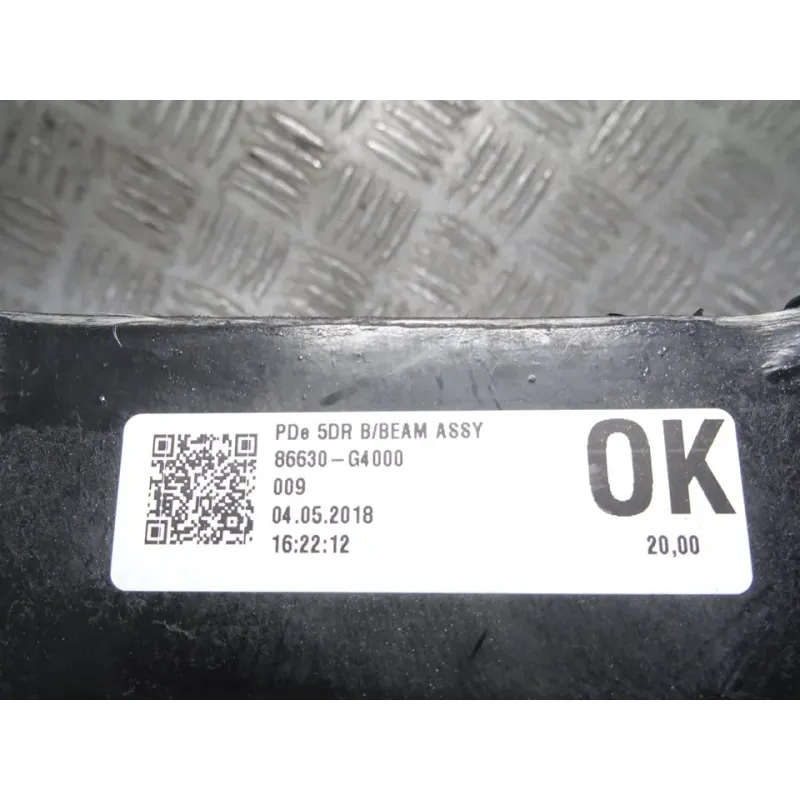 PDe 5DR B/BEAM ASSY
86630-G4000
009
04.05.2018
16:22:12
OK
20,00